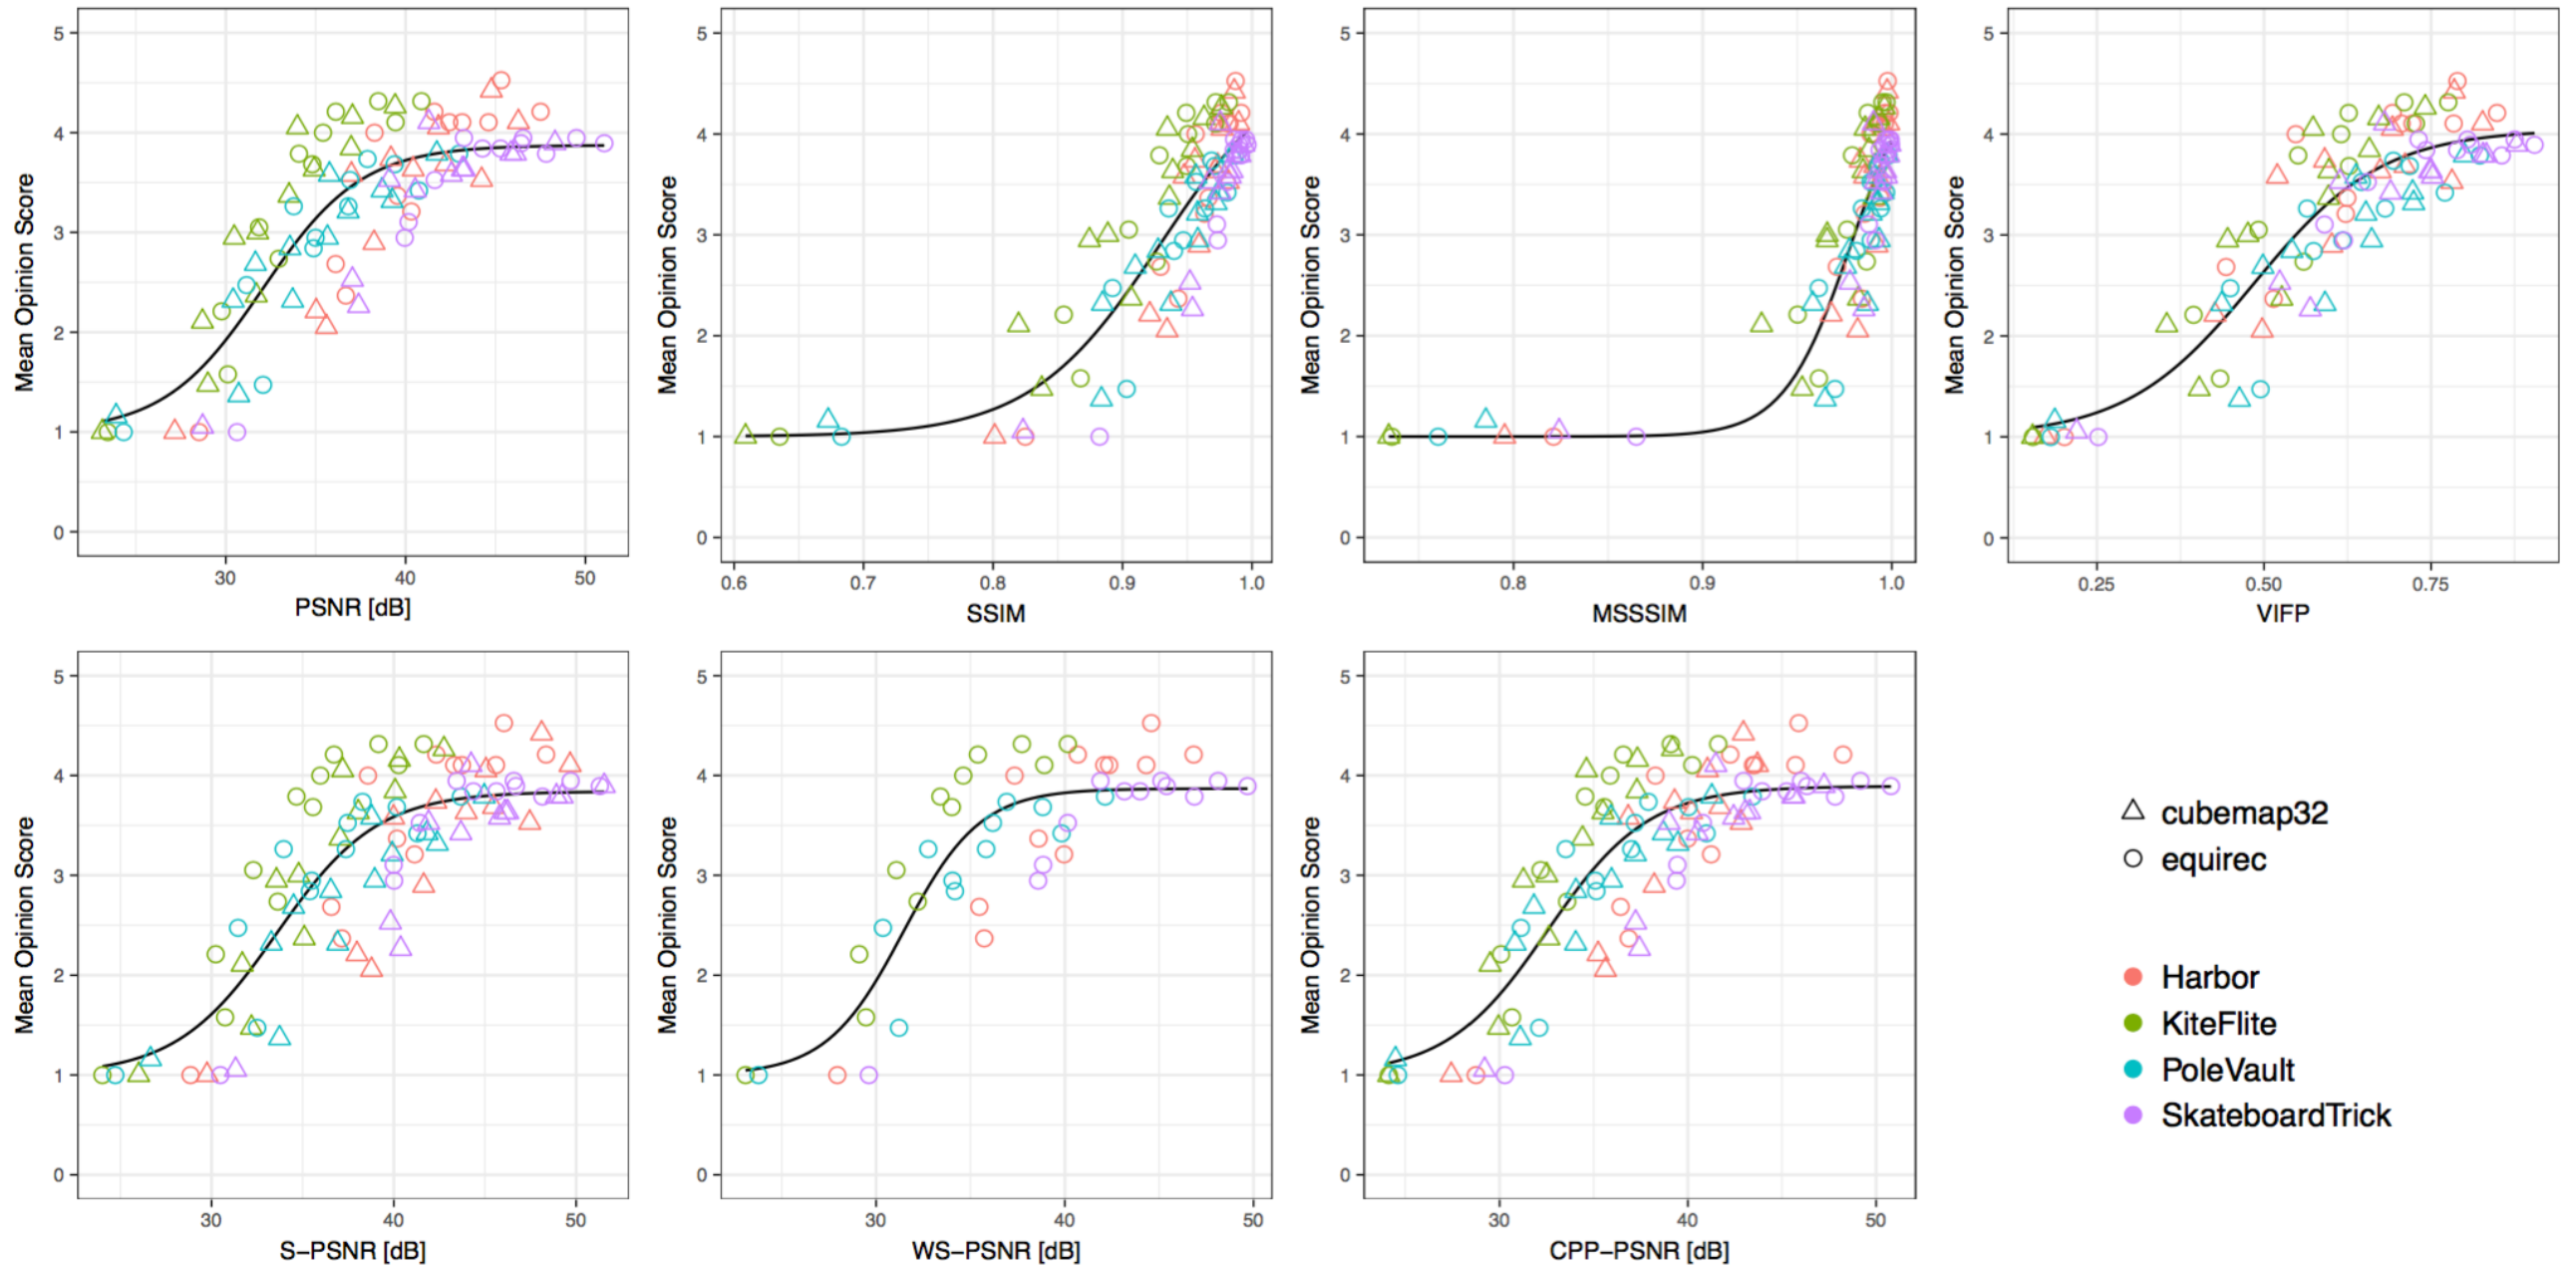 5
4
3
2
1
0
Mean Opinion Score
30 40 50
PSNR [dB]
5
4
3
2
1
0
Mean Opinion Score
0.6 0.7 0.8 0.9 1.0
SSIM
5
4
3
2
1
0
Mean Opinion Score
0.8 0.9 1.0
MSSSIM
5
4
3
2
1
0
Mean Opinion Score
0.25 0.50 0.75
VIFP
5
4
3
2
1
0
Mean Opinion Score
30 40 50
S−PSNR [dB]
5
4
3
2
1
0
Mean Opinion Score
30 40 50
WS−PSNR [dB]
5
4
3
2
1
0
Mean Opinion Score
30 40 50
CPP−PSNR [dB]
cubemap32
equirec
Harbor
KiteFlite
PoleVault
SkateboardTrick